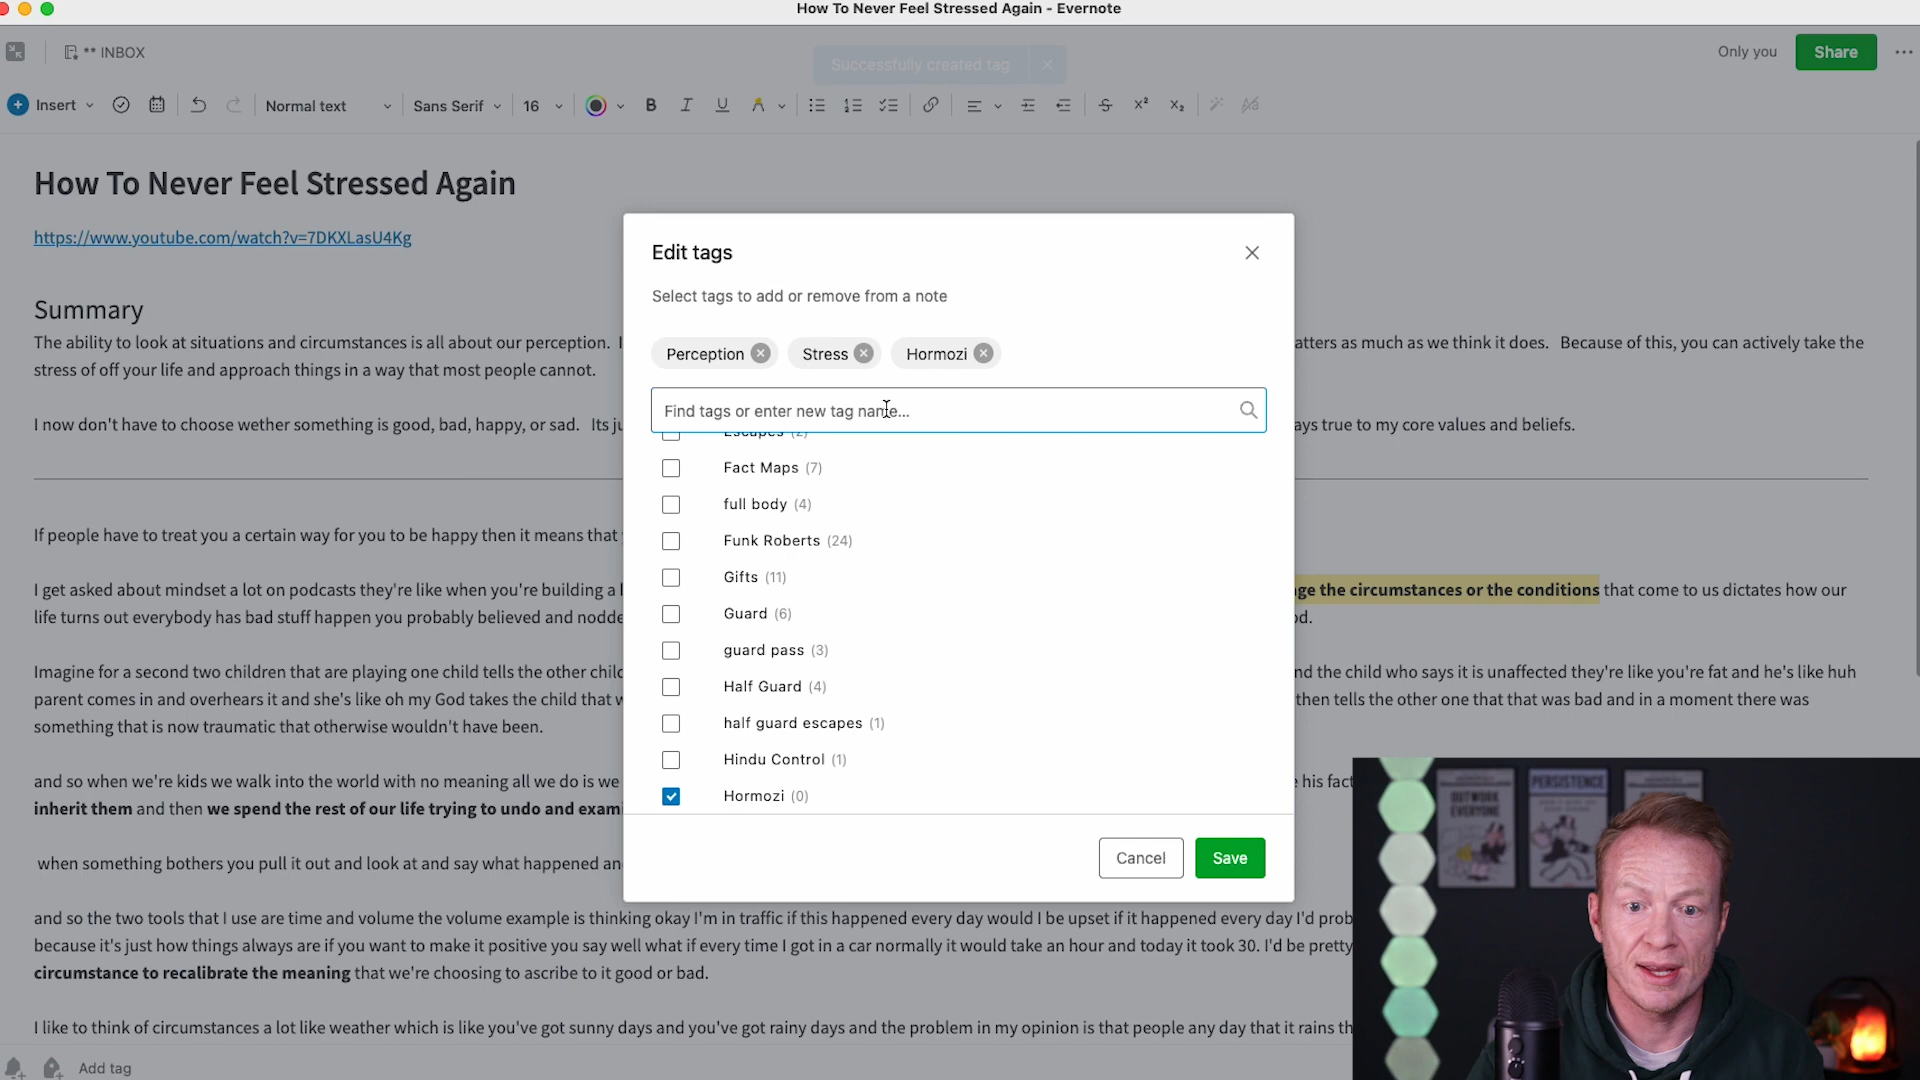 How To Never Feel Stressed Again - Evernote
** INBOX
Successfully created tag
Only you
Share
Insert
Normal text
Sans Serif
16
B
I
U
How To Never Feel Stressed Again
https://www.youtube.com/watch?v=7DKXLasU4Kg
Summary
The ability to look at situations and circumstances is all about our perception.
atters as much as we think it does. Because of this, you can actively take the
stress of off your life and approach things in a way that most people cannot.
I now don't have to choose wether something is good, bad, happy, or sad. Its ju
ays true to my core values and beliefs.
If people have to treat you a certain way for you to be happy then it means that
I get asked about mindset a lot on podcasts they're like when you're building a
ge the circumstances or the conditions that come to us dictates how our
life turns out everybody has bad stuff happen you probably believed and nodde
od.
Imagine for a second two children that are playing one child tells the other chil
nd the child who says it is unaffected they're like you're fat and he's like huh
parent comes in and overhears it and she's like oh my God takes the child that w
then tells the other one that that was bad and in a moment there was
something that is now traumatic that otherwise wouldn't have been.
and so when we're kids we walk into the world with no meaning all we do is we
his fact
inherit them and then we spend the rest of our life trying to undo and exami
when something bothers you pull it out and look at and say what happened an
and so the two tools that I use are time and volume the volume example is thinking okay I'm in traffic if this happened every day would I be upset if it happened every day I'd prob
because it's just how things always are if you want to make it positive you say well what if every time I got in a car normally it would take an hour and today it took 30. I'd be pretty
circumstance to recalibrate the meaning that we're choosing to ascribe to it good or bad.
I like to think of circumstances a lot like weather which is like you've got sunny days and you've got rainy days and the problem in my opinion is that people any day that it rains th
Add tag
Edit tags
Select tags to add or remove from a note
Perception
Stress
Hormozi
Find tags or enter new tag name...
Escapes (2)
Fact Maps (7)
full body (4)
Funk Roberts (24)
Gifts (11)
Guard (6)
guard pass (3)
Half Guard (4)
half guard escapes (1)
Hindu Control (1)
Hormozi (0)
Cancel
Save
OUTWORK
EVERYONE
PERSISTENCE